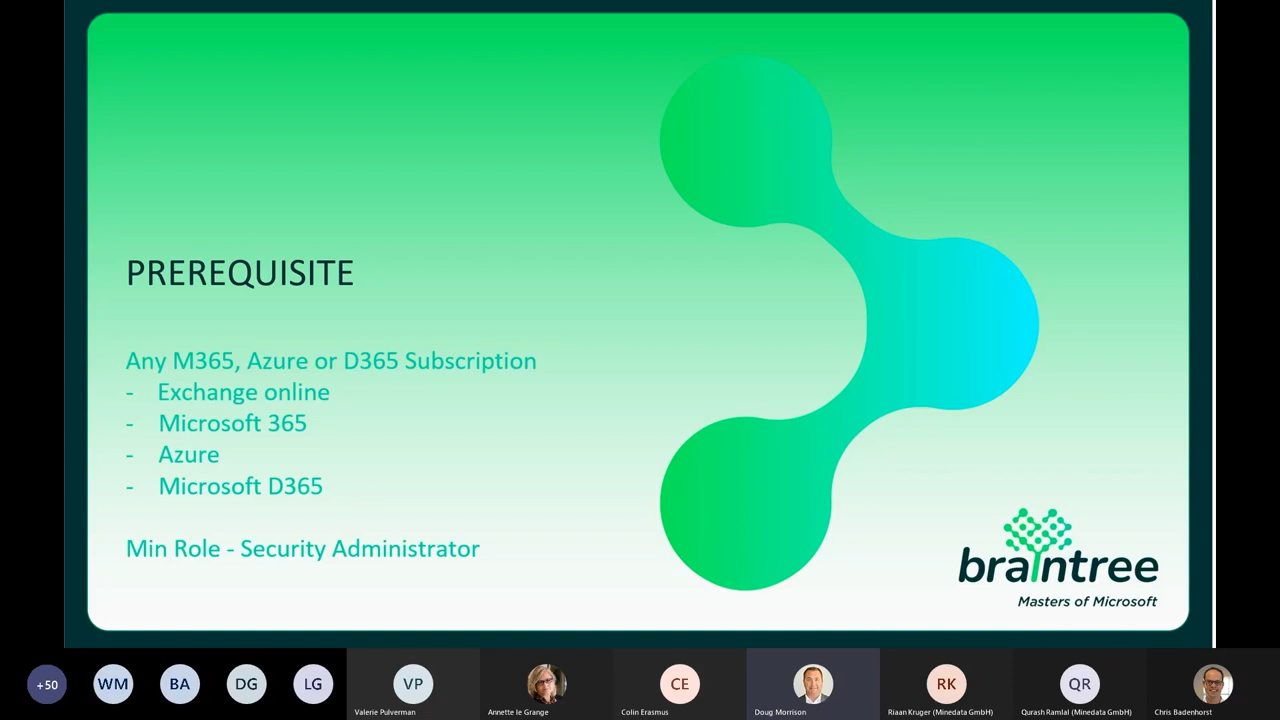 PREREQUISITE
Any M365, Azure or D365 Subscription
- Exchange online
- Microsoft 365
- Azure
- Microsoft D365
Min Role - Security Administrator
braintree
Masters of Microsoft
+50
WM
BA
DG
LG
VP
CE
RK
QR
Valerie Pulverman
Annette le Grange
Colin Erasmus
Doug Morrison
Riaan Kruger (Minedata GmbH)
Qurash Ramlal (Minedata GmbH)
Chris Badenhorst